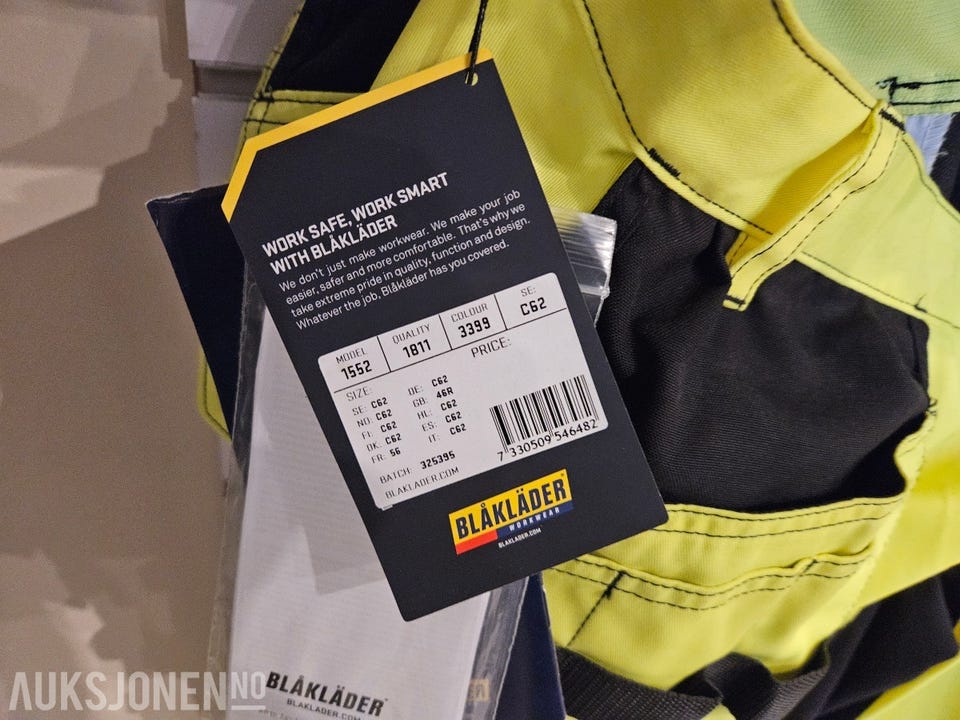 WORK SAFE, WORK SMART
WITH BLÅKLÄDER
We don't just make workwear. We make your job
easier, safer and more comfortable. That's why we
take extreme pride in quality, function and design.
Whatever the job, Blåkläder has you covered.
MODEL QUALITY COLOUR SE:
1552 1811 3399 C62
SIZE: PRICE:
SE: C62 DE: C62
NO: C62 GB: 46R
FI: C62 NL: C62
DK: C62 ES: C62
FR: 56 IT: C62
BATCH: 325395
BLAKLADER.COM
7 330509 546482
BLÅKLÄDER
WORKWEAR
BLAKLADER.COM
BLÅKLÄDER
BLAKLADER.COM
AUKSJONEN.NO